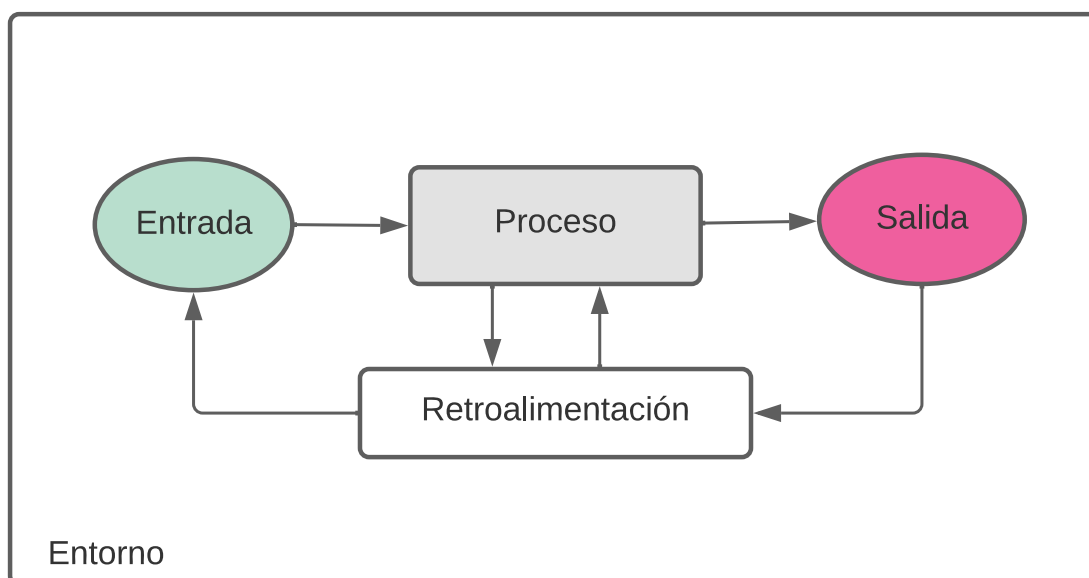 Entrada
Proceso
Salida
Retroalimentación
Entorno